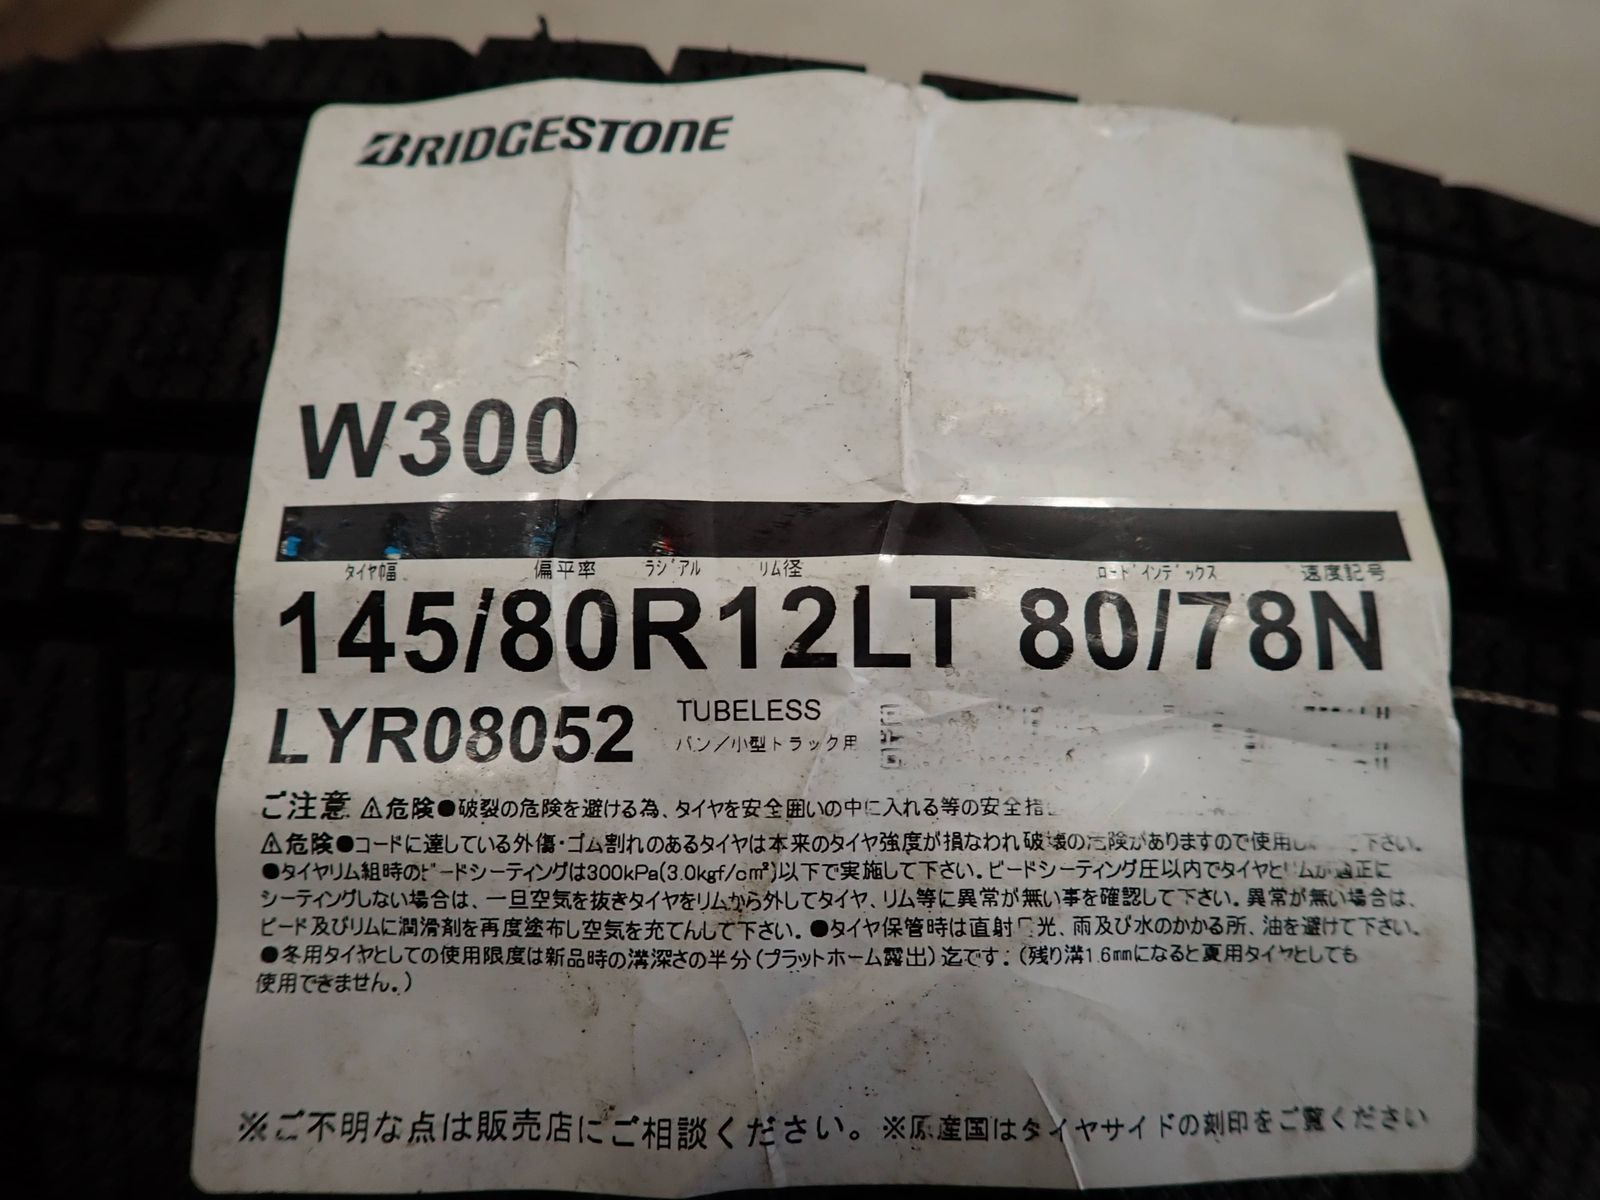 BRIDGESTONE
W300
タイヤ幅 偏平率 ラジアル リム径 ロードインデックス 速度記号
145/80R12LT 80/78N
LYR08052 TUBELESS
バン/小型トラック用
ご注意 ⚠危険●破裂の危険を避ける為、タイヤを安全囲いの中に入れる等の安全
⚠危険●コードに達している外傷・ゴム割れのあるタイヤは本来のタイヤ強度が損なわれ破壊の危険がありますので使用し 下さい。
●タイヤリム組時のビードシーティングは300kPa(3.0kgf/c㎡)以下で実施して下さい。ビードシーティング圧以内でタイヤとリムが適正に
シーティングしない場合は、一旦空気を抜きタイヤをリムから外してタイヤ、リム等に異常が無い事を確認して下さい。異常が無い場合は、
ビード及びリムに潤滑剤を再度塗布し空気を充てんして下さい。●タイヤ保管時は直射日光、雨及び水のかかる所、油を避けて下さい。
●冬用タイヤとしての使用限度は新品時の溝深さの半分(プラットホーム露出)迄です。(残り溝1.6㎜になると夏用タイヤとしても
使用できません。)
※ご不明な点は販売店にご相談ください。※原産国はタイヤサイドの刻印をご覧ください